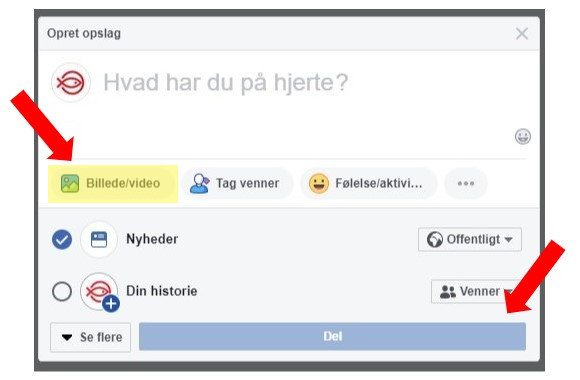 Opret opslag
Hvad har du på hjerte?
Billede/video
Tag venner
Følelse/aktivi...
Nyheder
Offentligt
Din historie
Venner
Se flere
Del